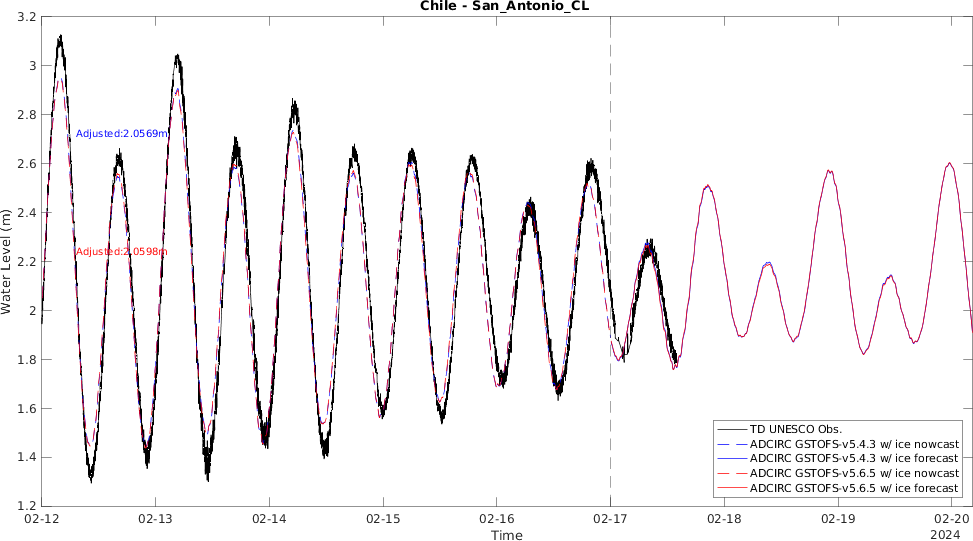 Chile - San_Antonio_CL
3.2
3
2.8
2.6
2.4
2.2
2
1.8
1.6
1.4
1.2
Water Level (m)
Adjusted:2.0569m
Adjusted:2.0598m
TD UNESCO Obs.
ADCIRC GSTOFS-v5.4.3 w/ ice nowcast
ADCIRC GSTOFS-v5.4.3 w/ ice forecast
ADCIRC GSTOFS-v5.6.5 w/ ice nowcast
ADCIRC GSTOFS-v5.6.5 w/ ice forecast
02-12 02-13 02-14 02-15 02-16 02-17 02-18 02-19 02-20
Time 2024